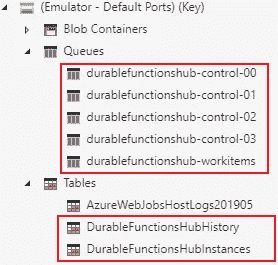 (Emulator - Default Ports) (Key)
Blob Containers
Queues
durablefunctionshub-control-00
durablefunctionshub-control-01
durablefunctionshub-control-02
durablefunctionshub-control-03
durablefunctionshub-workitems
Tables
AzureWebJobsHostLogs201905
DurableFunctionsHubHistory
DurableFunctionsHubInstances